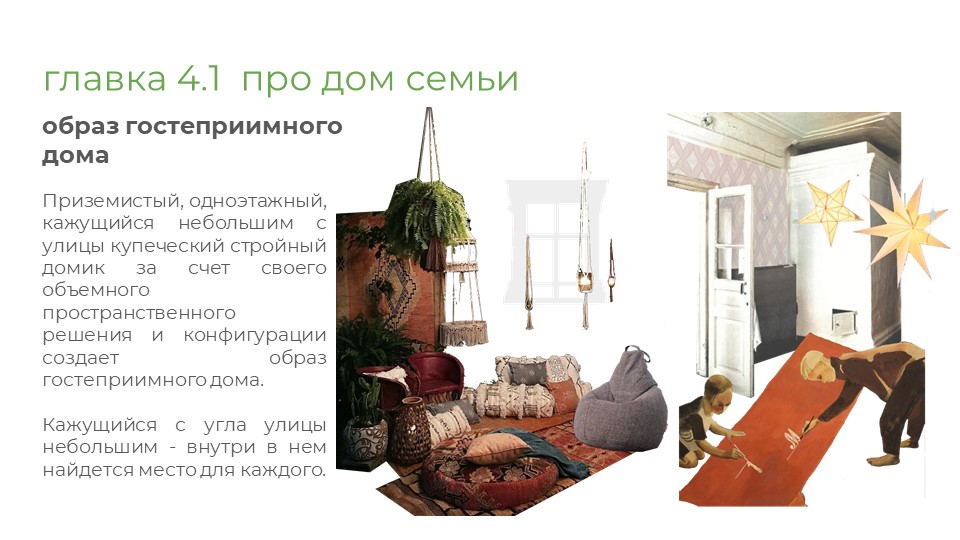 главка 4.1 про дом семьи
образ гостеприимного
дома
Приземистый, одноэтажный,
кажущийся небольшим с
улицы купеческий стройный
домик за счет своего
объемного
пространственного
решения и конфигурации
создает образ
гостеприимного дома.
Кажущийся с угла улицы
небольшим - внутри в нем
найдется место для каждого.